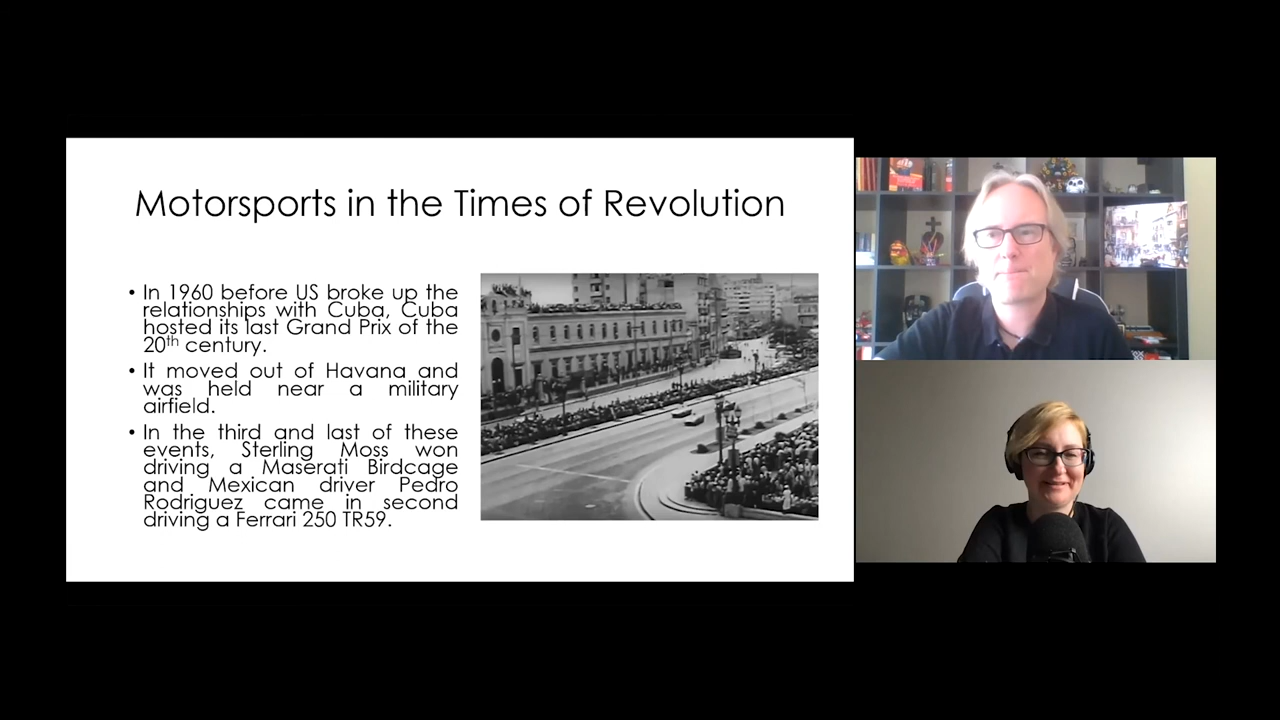 Motorsports in the Times of Revolution
• In 1960 before US broke up the
relationships with Cuba, Cuba
hosted its last Grand Prix of the
20th century.
• It moved out of Havana and
was held near a military
airfield.
• In the third and last of these
events, Sterling Moss won
driving a Maserati Birdcage
and Mexican driver Pedro
Rodriguez came in second
driving a Ferrari 250 TR59.